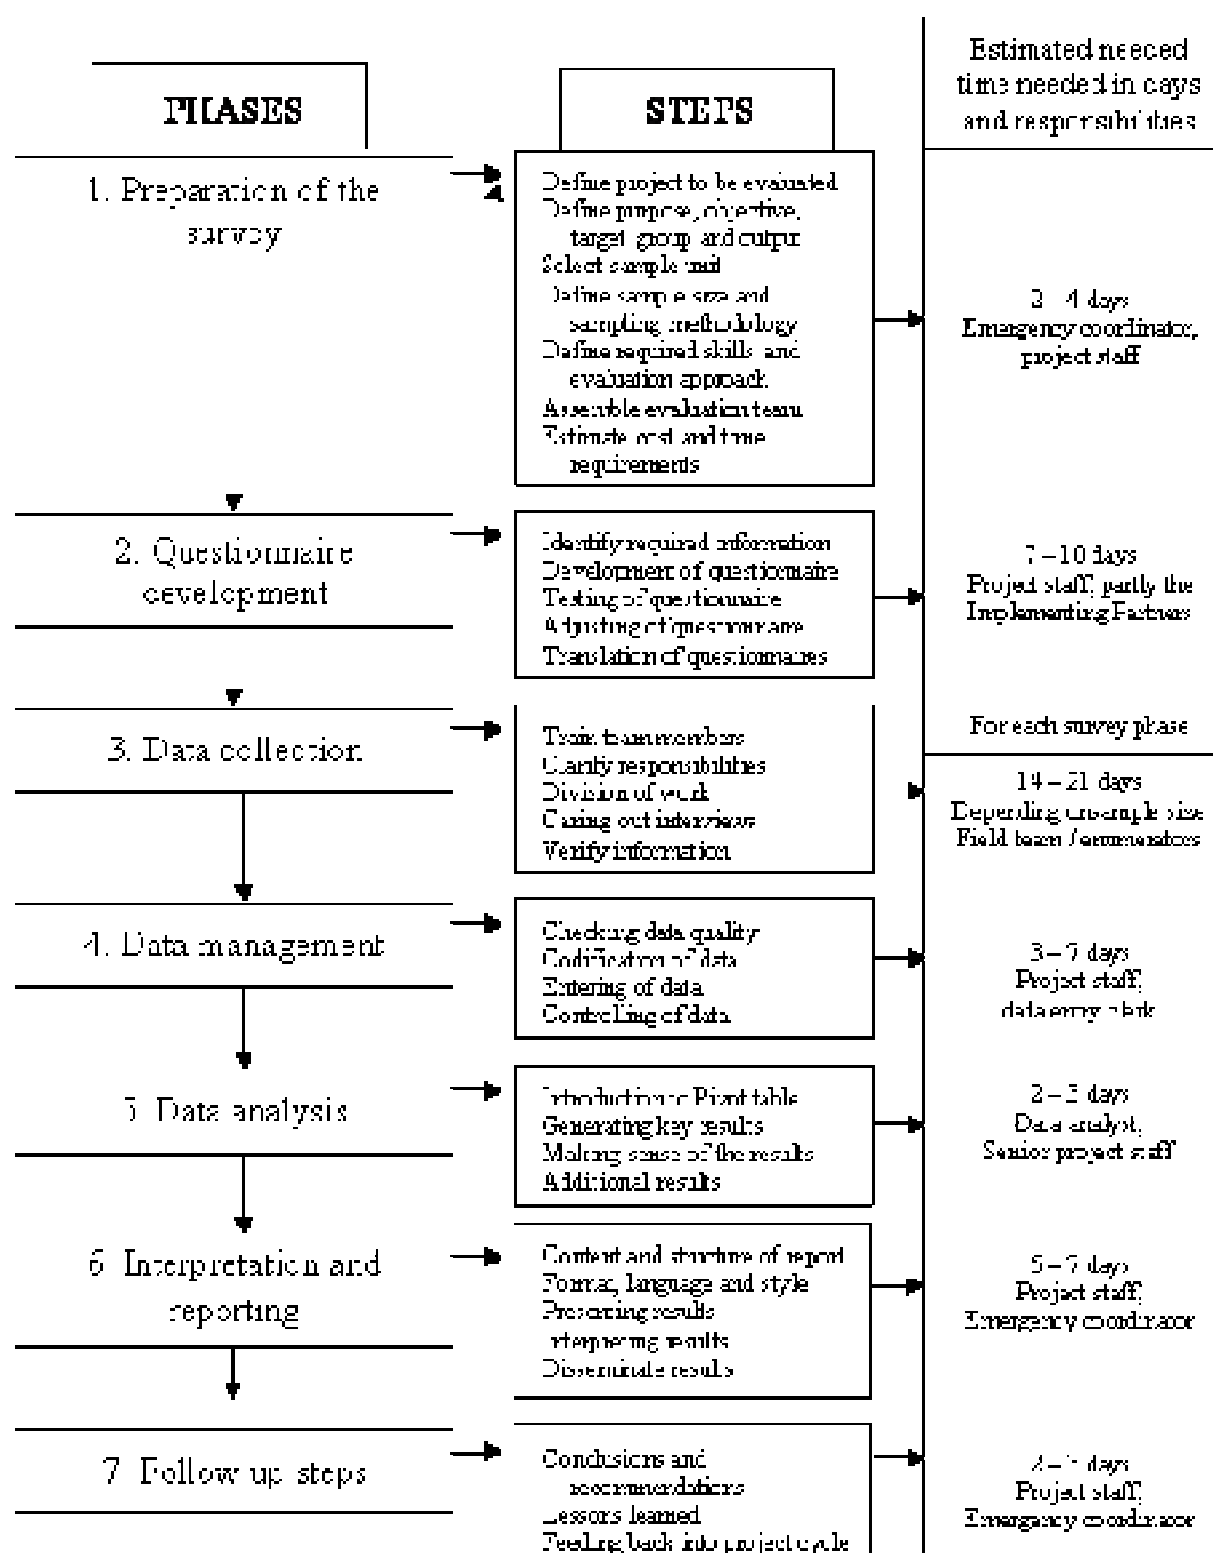 PHASES
STEPS
Estimated needed
time needed in days
and responsibilities
1. Preparation of the
survey
Define project to be evaluated
Define purpose, objective,
target group and output
Select sample unit
Define sample size and
sampling methodology
Define required skills and
evaluation approach
Assemble evaluation team
Estimate cost and time
requirements
– 4 days
Emergency coordinator,
project staff
2. Questionnaire
development
Identify required information
Development of questionnaire
Testing of questionnaire
Adjusting of questionnaire
Translation of questionnaires
7 – 10 days
Project staff, partly the
Implementing Partners
For each survey phase
3. Data collection
Train team members
Clarify responsibilities
Division of work
Caring out interviews
Verify information
14 – 21 days
Depending on sample size
Field team / enumerators
4. Data management
Checking data quality
Codification of data
Entering of data
Controlling of data
days
Project staff,
data entry clerk
5. Data analysis
Introduction to Pivot table
Generating key results
Making sense of the results
Additional results
2 – 3 days
Data analyst,
Senior project staff
6. Interpretation and
reporting
Content and structure of report
Format, language and style
Presenting results
Interpreting results
Disseminate results
days
Project staff,
Emergency coordinator
7. Follow up steps
Conclusions and
recommendations
Lessons learned
Feeding back into project cycle
days
Project staff,
Emergency coordinator